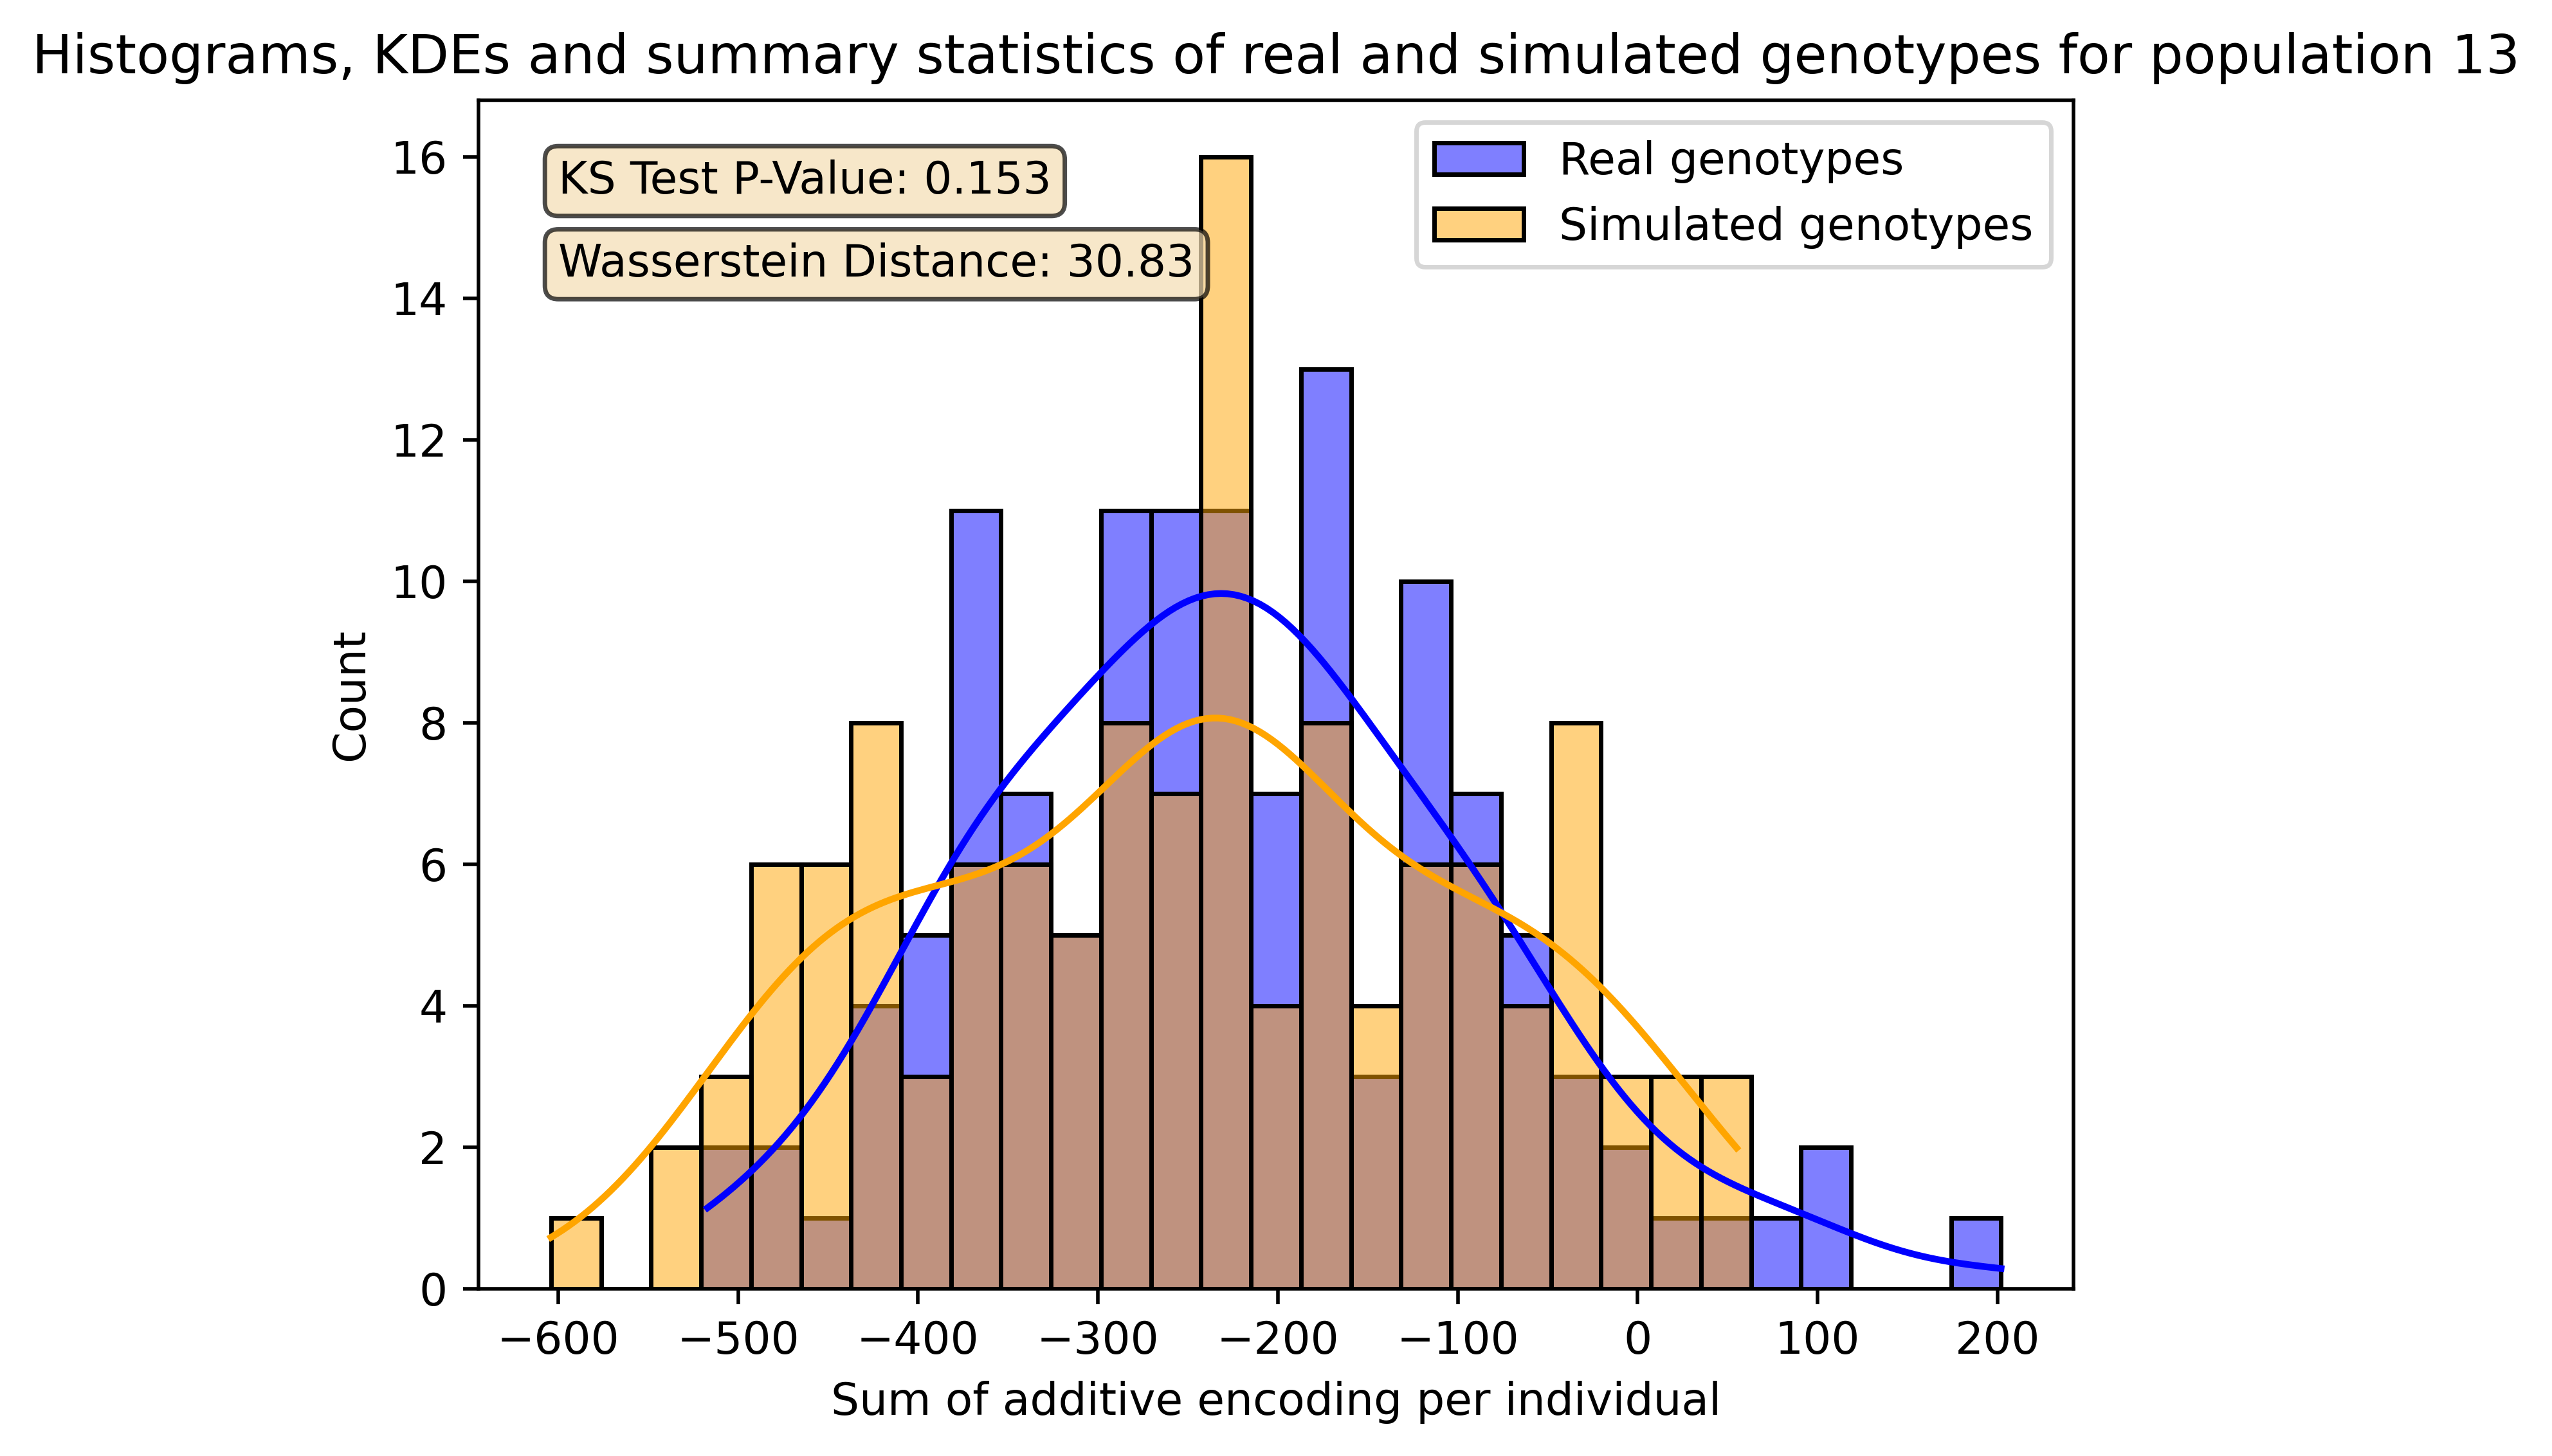 Histograms, KDEs and summary statistics of real and simulated genotypes for population 13
KS Test P-Value: 0.153
Wasserstein Distance: 30.83
Real genotypes
Simulated genotypes
16
14
12
10
8
6
4
2
0
Count
−600 −500 −400 −300 −200 −100 0 100 200
Sum of additive encoding per individual